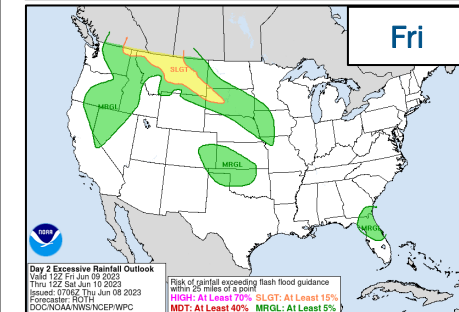 Fri
SLGT
MRGL
MRGL
MRGL
NOAA
Day 2 Excessive Rainfall Outlook
Valid 12Z Fri Jun 09 2023
Thru 12Z Sat Jun 10 2023
Issued: 0706Z Thu Jun 08 2023
Forecaster: ROTH
DOC/NOAA/NWS/NCEP/WPC
Risk of rainfall exceeding flash flood guidance
within 25 miles of a point
HIGH: At Least 70% SLGT: At Least 15%
MDT: At Least 40% MRGL: At Least 5%